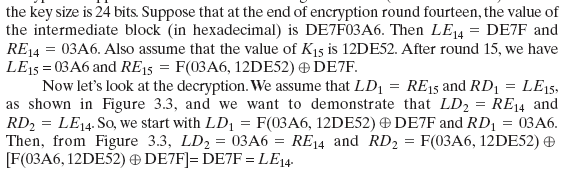 the key size is 24 bits. Suppose that at the end of encryption round fourteen, the value of
the intermediate block (in hexadecimal) is DE7F03A6. Then LE₁₄ = DE7F and
RE₁₄ = 03A6. Also assume that the value of K₁₅ is 12DE52. After round 15, we have
LE₁₅ = 03A6 and RE₁₅ = F(03A6, 12DE52) ⊕ DE7F.
Now let's look at the decryption. We assume that LD₁ = RE₁₅ and RD₁ = LE₁₅,
as shown in Figure 3.3, and we want to demonstrate that LD₂ = RE₁₄ and
RD₂ = LE₁₄. So, we start with LD₁ = F(03A6, 12DE52) ⊕ DE7F and RD₁ = 03A6.
Then, from Figure 3.3, LD₂ = 03A6 = RE₁₄ and RD₂ = F(03A6, 12DE52) ⊕
[F(03A6, 12DE52) ⊕ DE7F]= DE7F = LE₁₄.